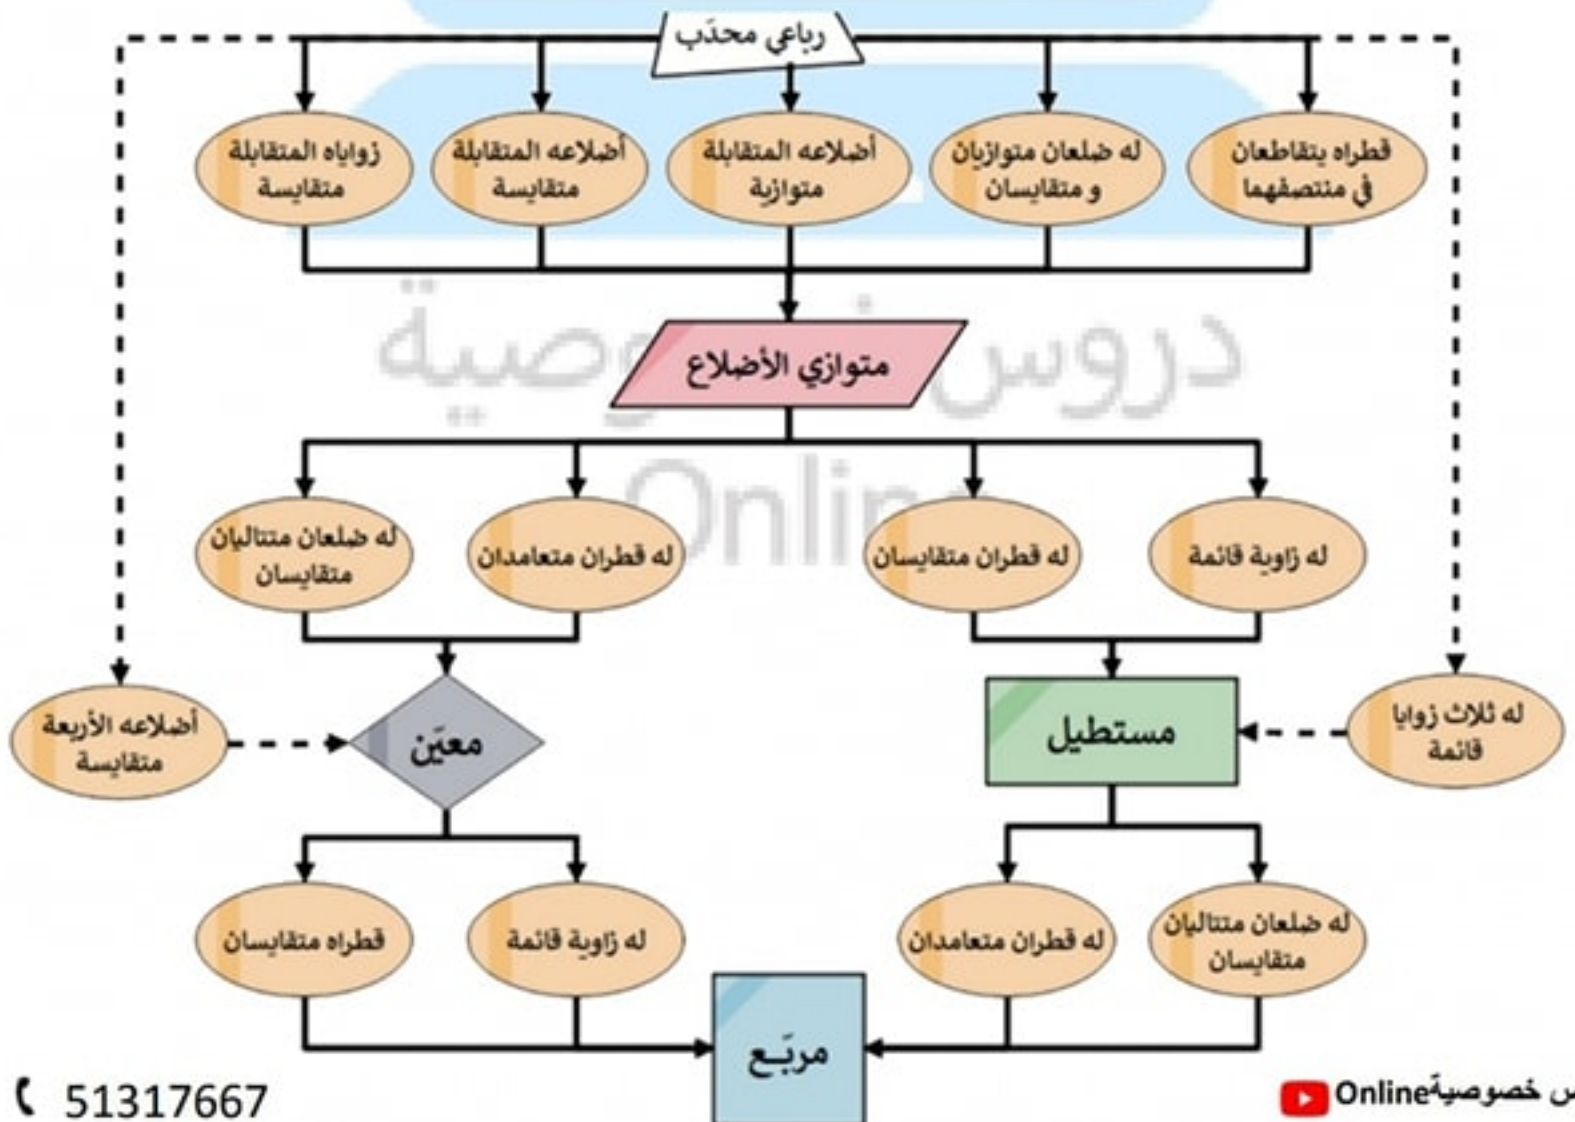 رباعي محدّب
قطراه يتقاطعان
في منتصفهما
له ضلعان متوازيان
و متقايسان
أضلاعه المتقابلة
متوازية
أضلاعه المتقابلة
متقايسة
زواياه المتقابلة
متقايسة
دروس خصوصية
متوازي الأضلاع
Online
له زاوية قائمة
له قطران متقايسان
له قطران متعامدان
له ضلعان متتاليان
متقايسان
له ثلاث زوايا
قائمة
مستطيل
معيّن
أضلاعه الأربعة
متقايسة
له ضلعان متتاليان
متقايسان
له قطران متعامدان
له زاوية قائمة
قطراه متقايسان
مربّع
51317667
س خصوصيةOnline